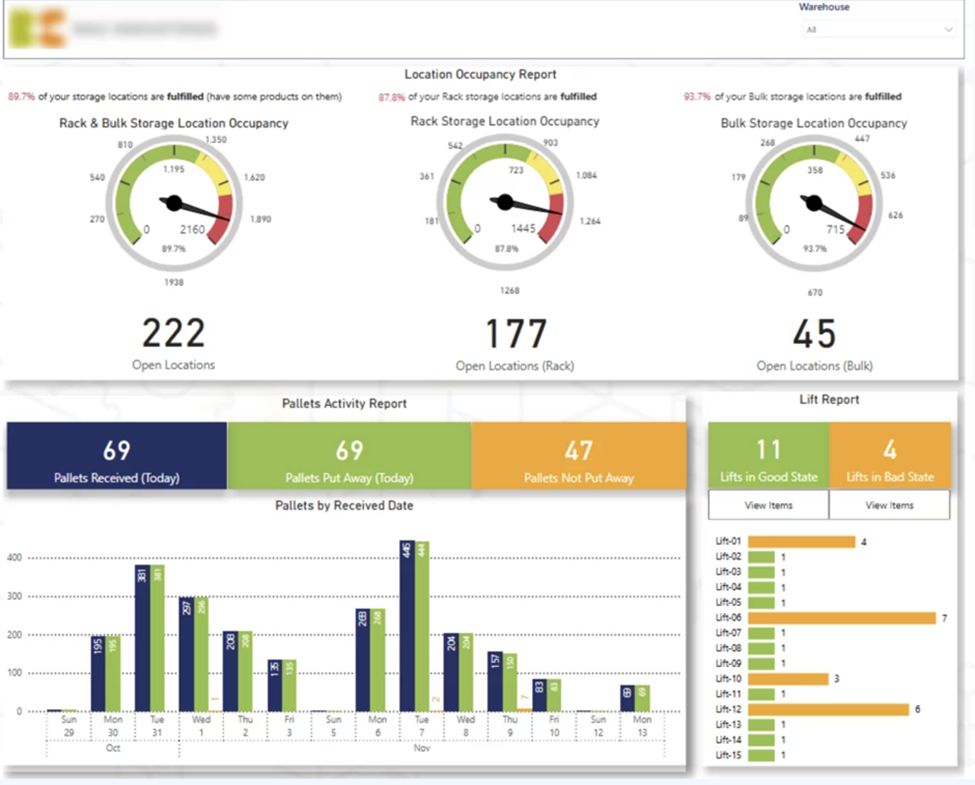 Warehouse
All
Location Occupancy Report
89.7% of your storage locations are fulfilled (have some products on them)
87.8% of your Rack storage locations are fulfilled
93.7% of your Bulk storage locations are fulfilled
Rack & Bulk Storage Location Occupancy
Rack Storage Location Occupancy
Bulk Storage Location Occupancy
270 540 810 1,195 1,350 1,620 1,890
0 2160
89.7%
1938
181 361 542 723 903 1,084 1,264
0 1445
87.8%
1268
89 179 268 358 447 536 626
0 715
93.7%
670
222
Open Locations
177
Open Locations (Rack)
45
Open Locations (Bulk)
Pallets Activity Report
69
Pallets Received (Today)
69
Pallets Put Away (Today)
47
Pallets Not Put Away
Pallets by Received Date
400
300
200
100
0
195 195
381 381
297 296 1
208 208
135 135
268 268
446 444 2
204 204
157 150 7
83 83
69 69
Sun Mon Tue Wed Thu Fri Sun Mon Tue Wed Thu Fri Sun Mon
29 30 31 1 2 3 5 6 7 8 9 10 12 13
Oct Nov
Lift Report
11
Lifts in Good State
4
Lifts in Bad State
View Items View Items
Lift-01 4
Lift-02 1
Lift-03 1
Lift-04 1
Lift-05 1
Lift-06 7
Lift-07 1
Lift-08 1
Lift-09 1
Lift-10 3
Lift-11 1
Lift-12 6
Lift-13 1
Lift-14 1
Lift-15 1